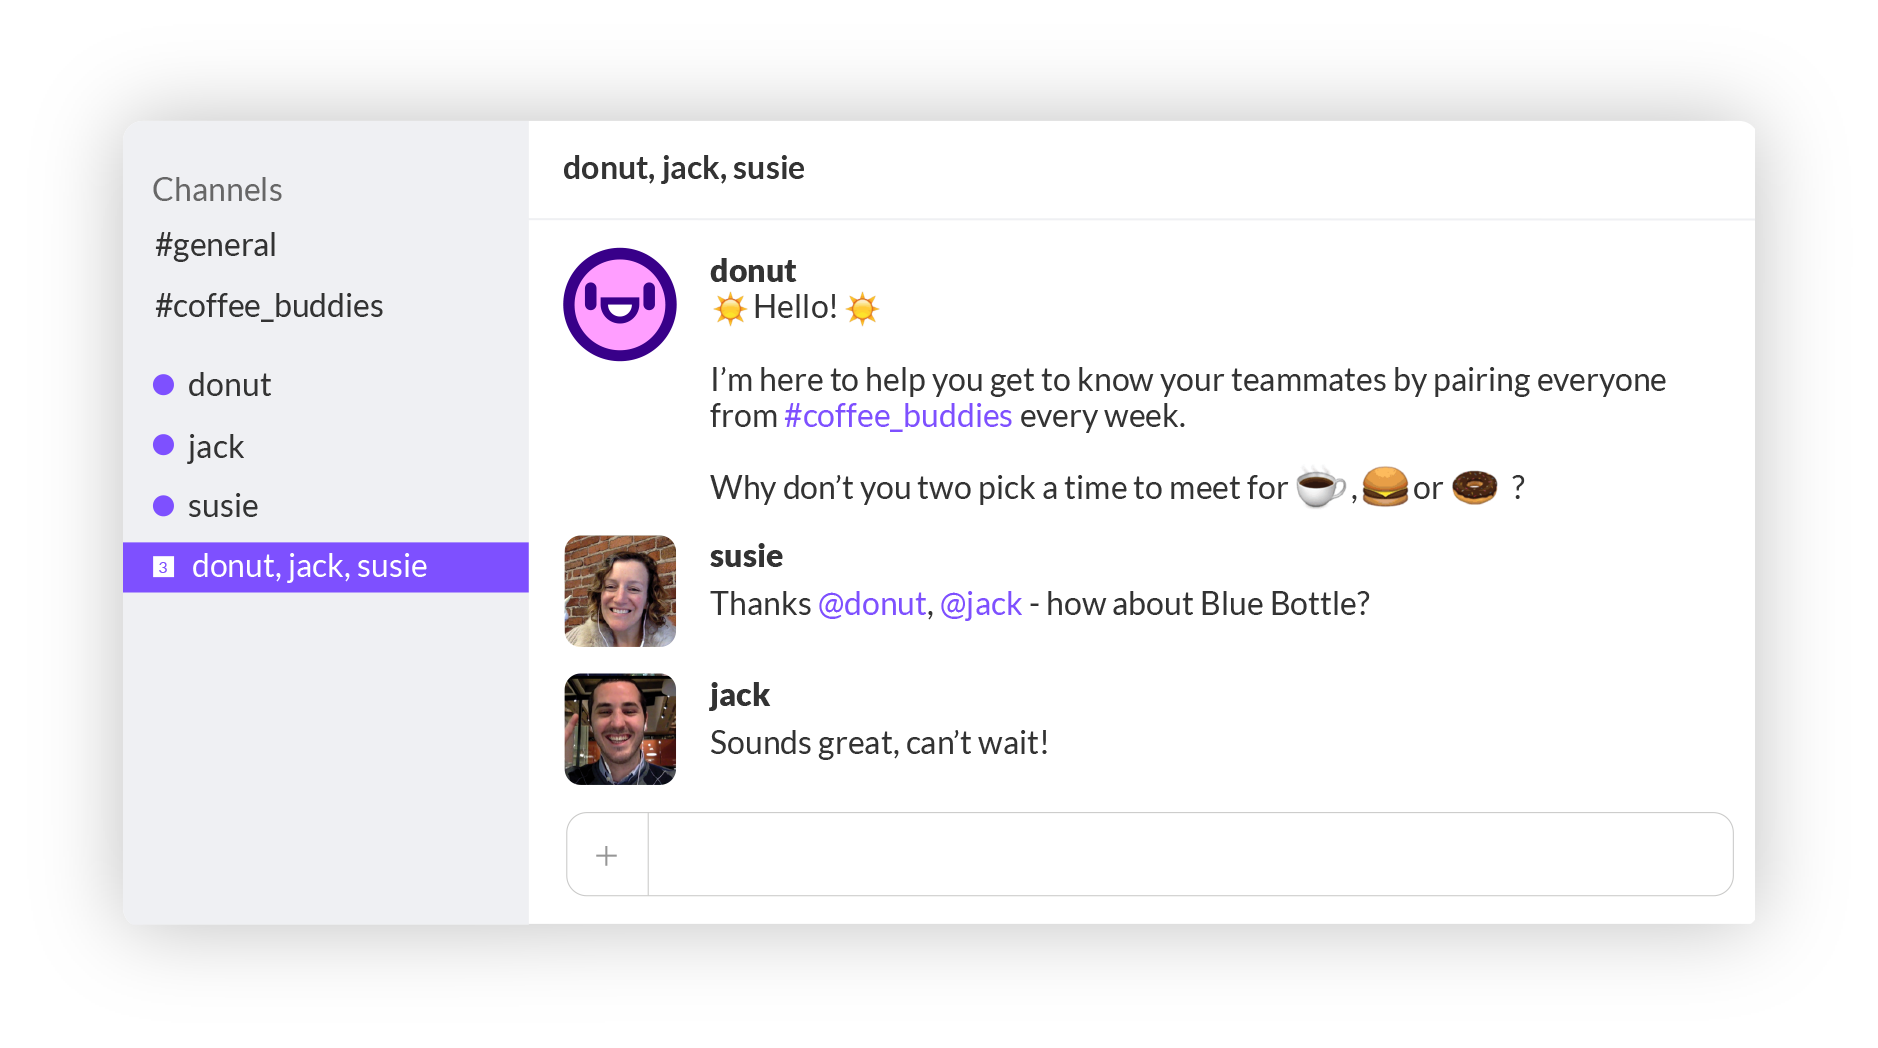 Channels
#general
#coffee_buddies
donut
jack
susie
3 donut, jack, susie
donut, jack, susie
donut
☀️ Hello! ☀️
I’m here to help you get to know your teammates by pairing everyone
from #coffee_buddies every week.
Why don’t you two pick a time to meet for ☕, 🍔 or 🍩 ?
susie
Thanks @donut, @jack - how about Blue Bottle?
jack
Sounds great, can’t wait!